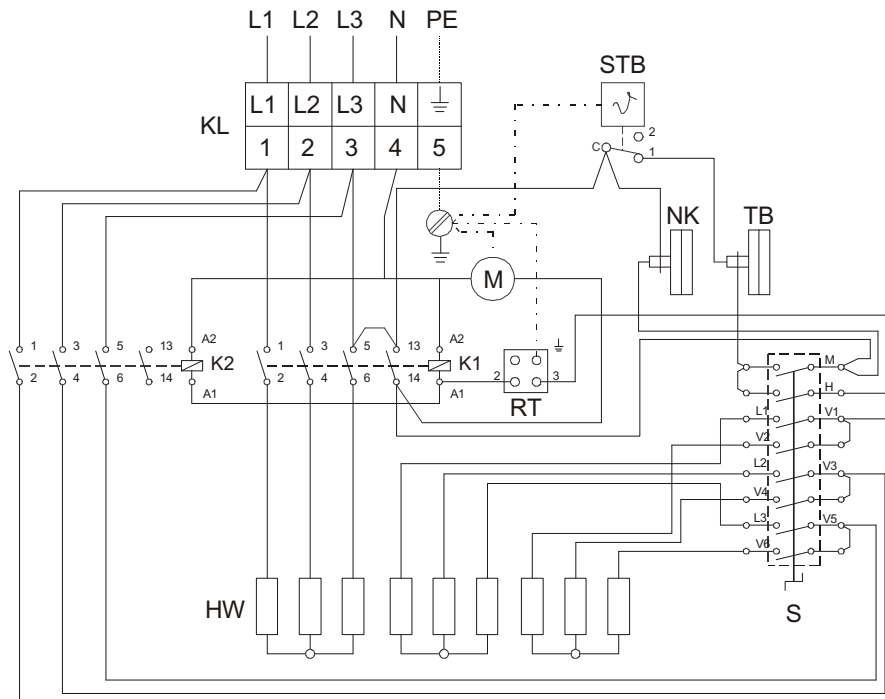 L1 L2 L3 N PE
STB
L1 L2 L3 N
KL
1 2 3 4 5
2
C
1
NK TB
M
1 3 5 13 A2
K2
2 4 6 14 A1
1 3 5 13 A2
K1
2 4 6 14 A1
2 3
RT
M
H
L1 V1
V2
L2 V3
V4
L3 V5
V6
HW
S